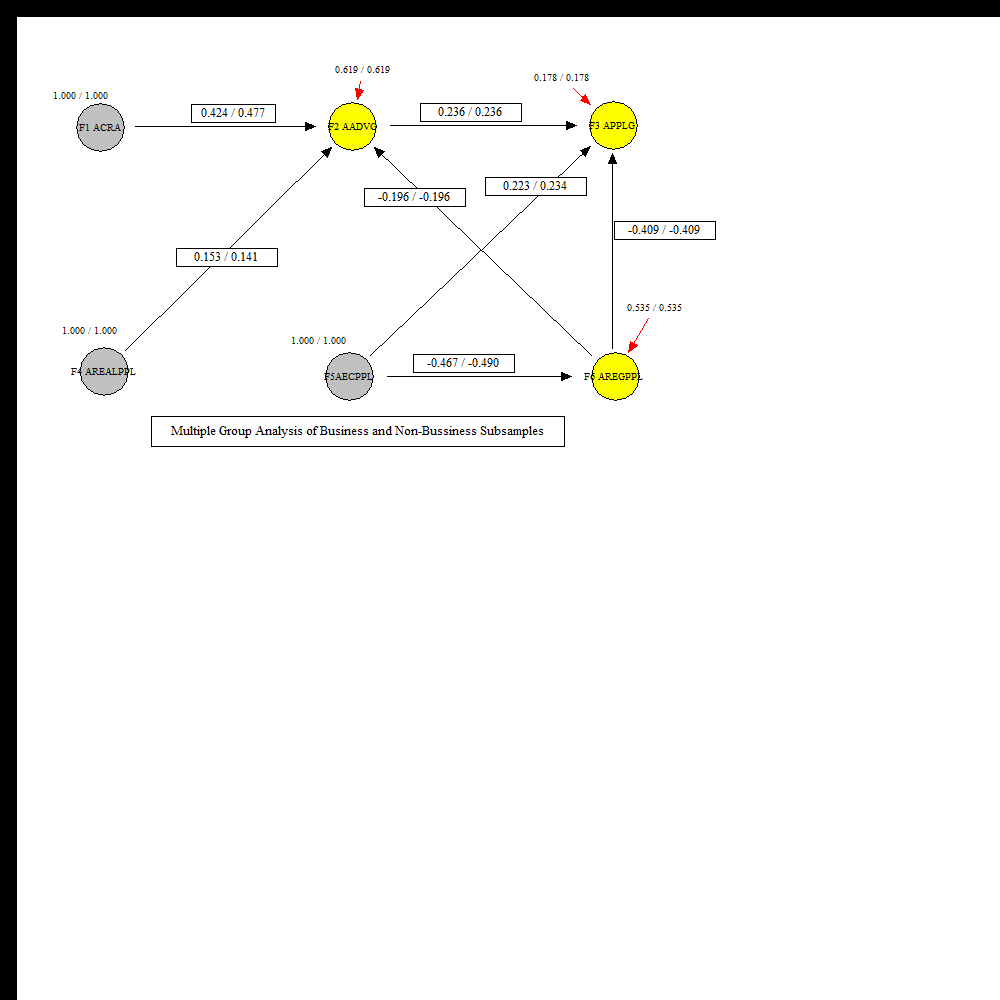 0.619 / 0.619
0.178 / 0.178
1.000 / 1.000
0.424 / 0.477
0.236 / 0.236
F1 ACRA
F2 AADVG
F3 APPLG
-0.196 / -0.196
0.223 / 0.234
-0.409 / -0.409
0.153 / 0.141
0.535 / 0.535
1.000 / 1.000
1.000 / 1.000
-0.467 / -0.490
F4 AREALPPL
F5AECPPL
F6 AREGPPL
Multiple Group Analysis of Business and Non-Bussiness Subsamples